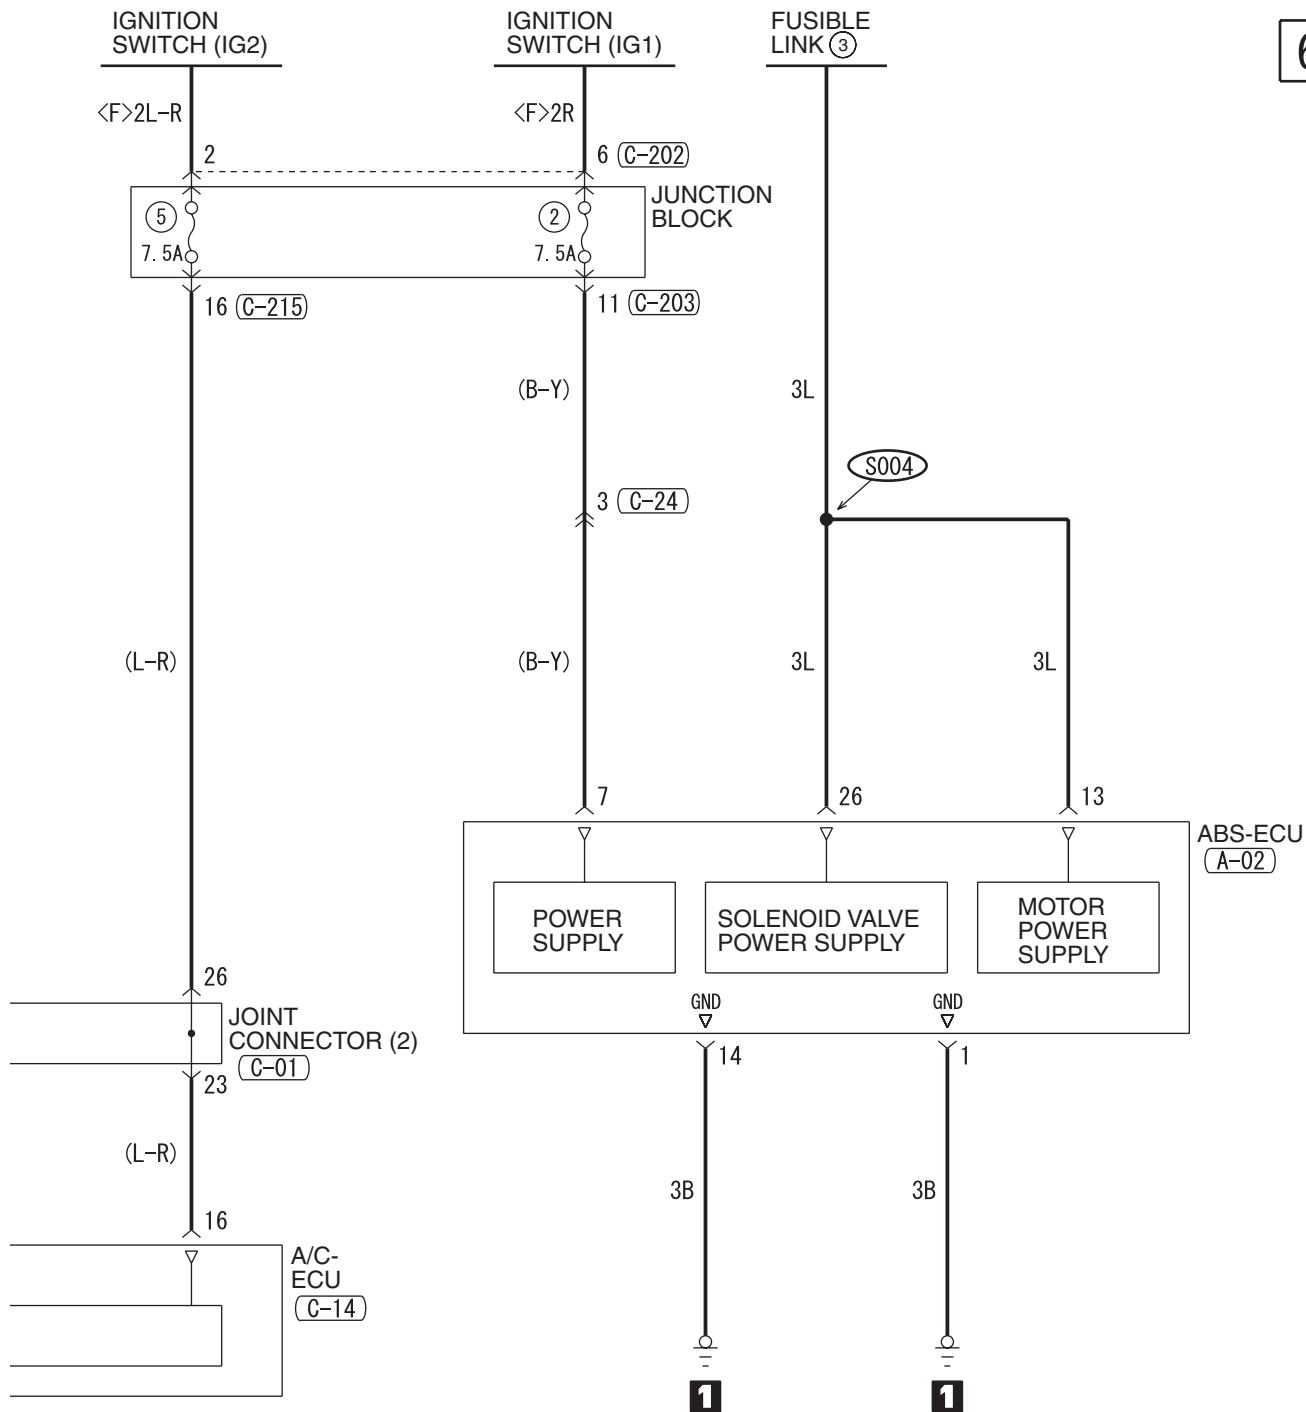 IGNITION
SWITCH (IG2)
IGNITION
SWITCH (IG1)
FUSIBLE
LINK 3
<F>2L-R
<F>2R
2
6 C-202
JUNCTION
BLOCK
5
2
7.5A
7.5A
16 C-215
11 C-203
(B-Y)
3L
S004
3 C-24
(L-R)
(B-Y)
3L
3L
7
26
13
ABS-ECU
A-02
POWER
SUPPLY
SOLENOID VALVE
POWER SUPPLY
MOTOR
POWER
SUPPLY
26
GND
GND
JOINT
CONNECTOR (2)
C-01
14
1
23
(L-R)
3B
3B
16
A/C-
ECU
C-14
1
1